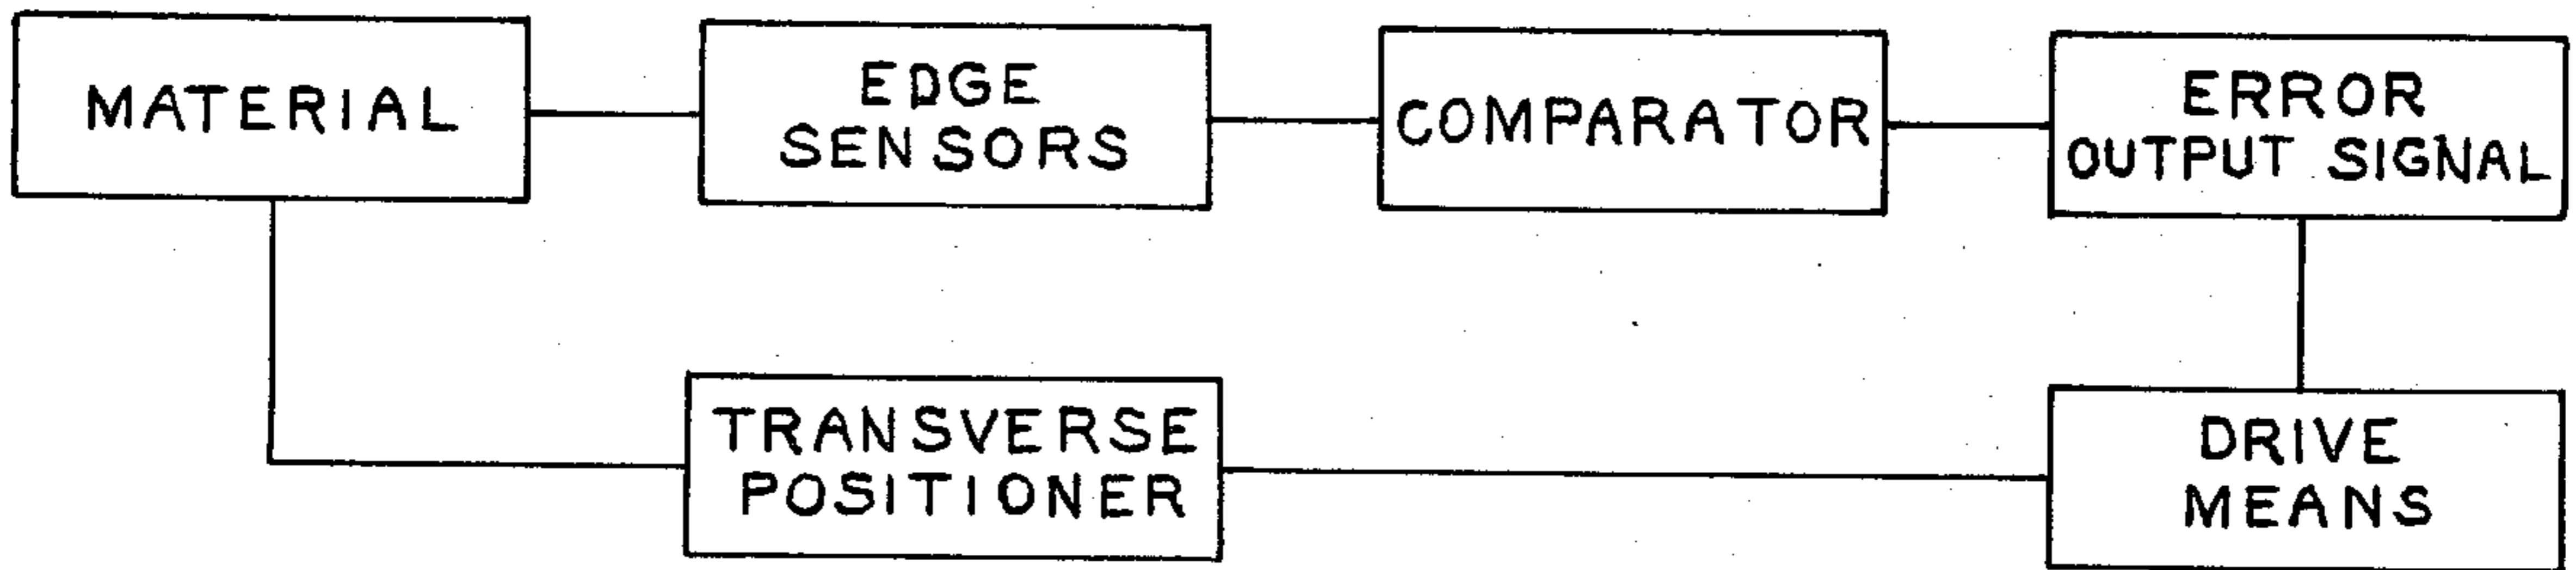 MATERIAL
EDGE
SENSORS
COMPARATOR
ERROR
OUTPUT SIGNAL
TRANSVERSE
POSITIONER
DRIVE
MEANS